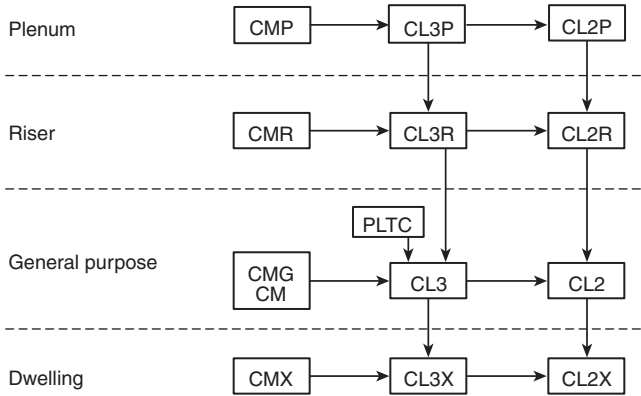 Plenum
CMP
CL3P
CL2P
Riser
CMR
CL3R
CL2R
PLTC
General purpose
CMG
CM
CL3
CL2
Dwelling
CMX
CL3X
CL2X